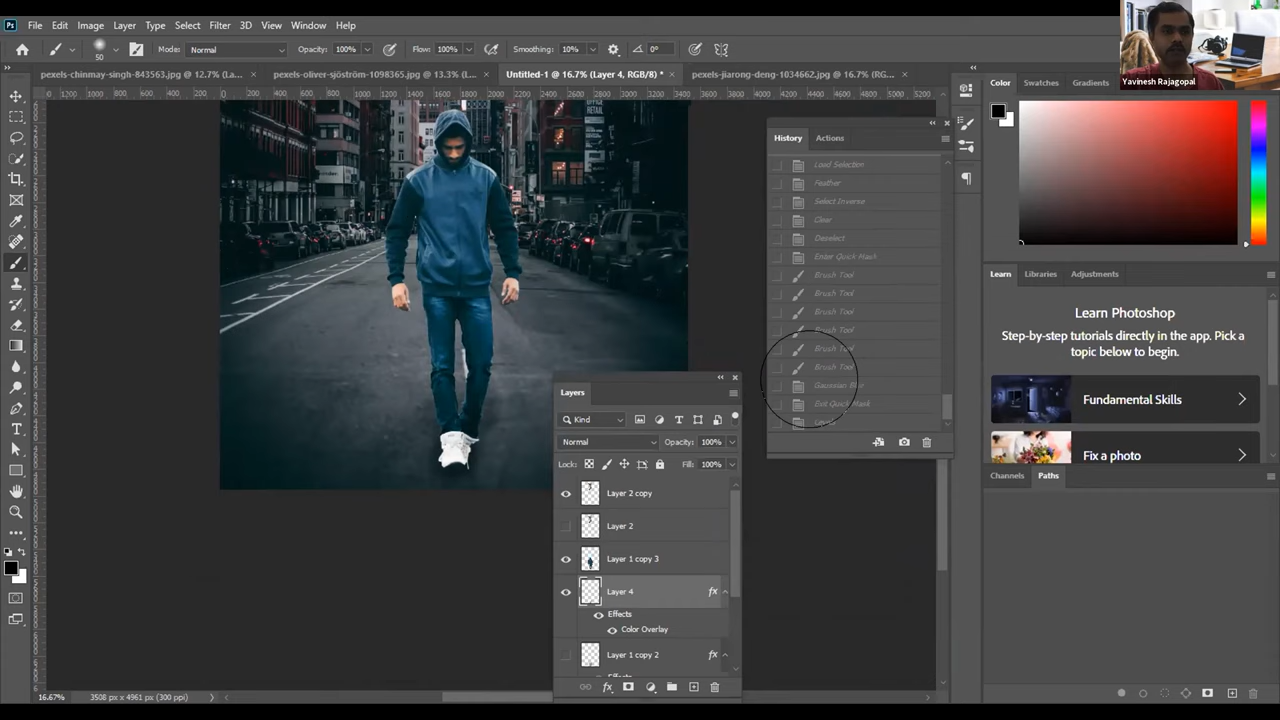 Ps File Edit Image Layer Type Select Filter 3D View Window Help
50 Mode: Normal Opacity: 100% Flow: 100% Smoothing: 10% 0°
Yavinesh Rajagopal
pexels-chinmay-singh-843563.jpg @ 12.7% (La... × pexels-oliver-sjöström-1098365.jpg @ 13.3% (L... × Untitled-1 @ 16.7% (Layer 4, RGB/8) * × pexels-jiarong-deng-1034662.jpg @ 16.7% (RG... ×
Color Swatches Gradients
History Actions
Load Selection
Feather
Select Inverse
Clear
Deselect
Enter Quick Mask
Brush Tool
Brush Tool
Brush Tool
Brush Tool
Brush Tool
Brush Tool
Gaussian Blur
Exit Quick Mask
Learn Libraries Adjustments
Learn Photoshop
Step-by-step tutorials directly in the app. Pick a
topic below to begin.
Fundamental Skills
Fix a photo
Channels Paths
Layers
Kind
Normal Opacity: 100%
Locks: Fill: 100%
Layer 2 copy
Layer 2
Layer 1 copy 3
Layer 4 fx
Effects
Color Overlay
Layer 1 copy 2 fx
16.67% 3508 px x 4961 px (300 ppi)